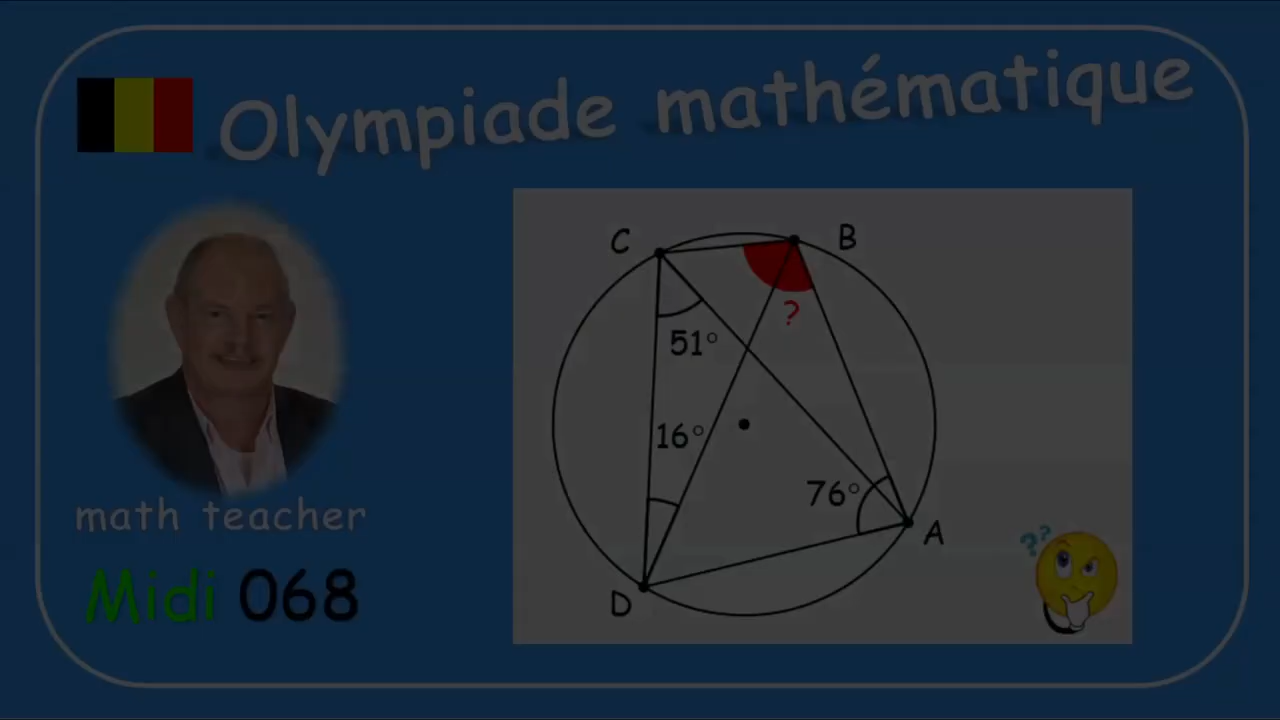 Olympiade mathématique
C
B
?
51°
16°
76°
A
??
D
math teacher
Midi 068